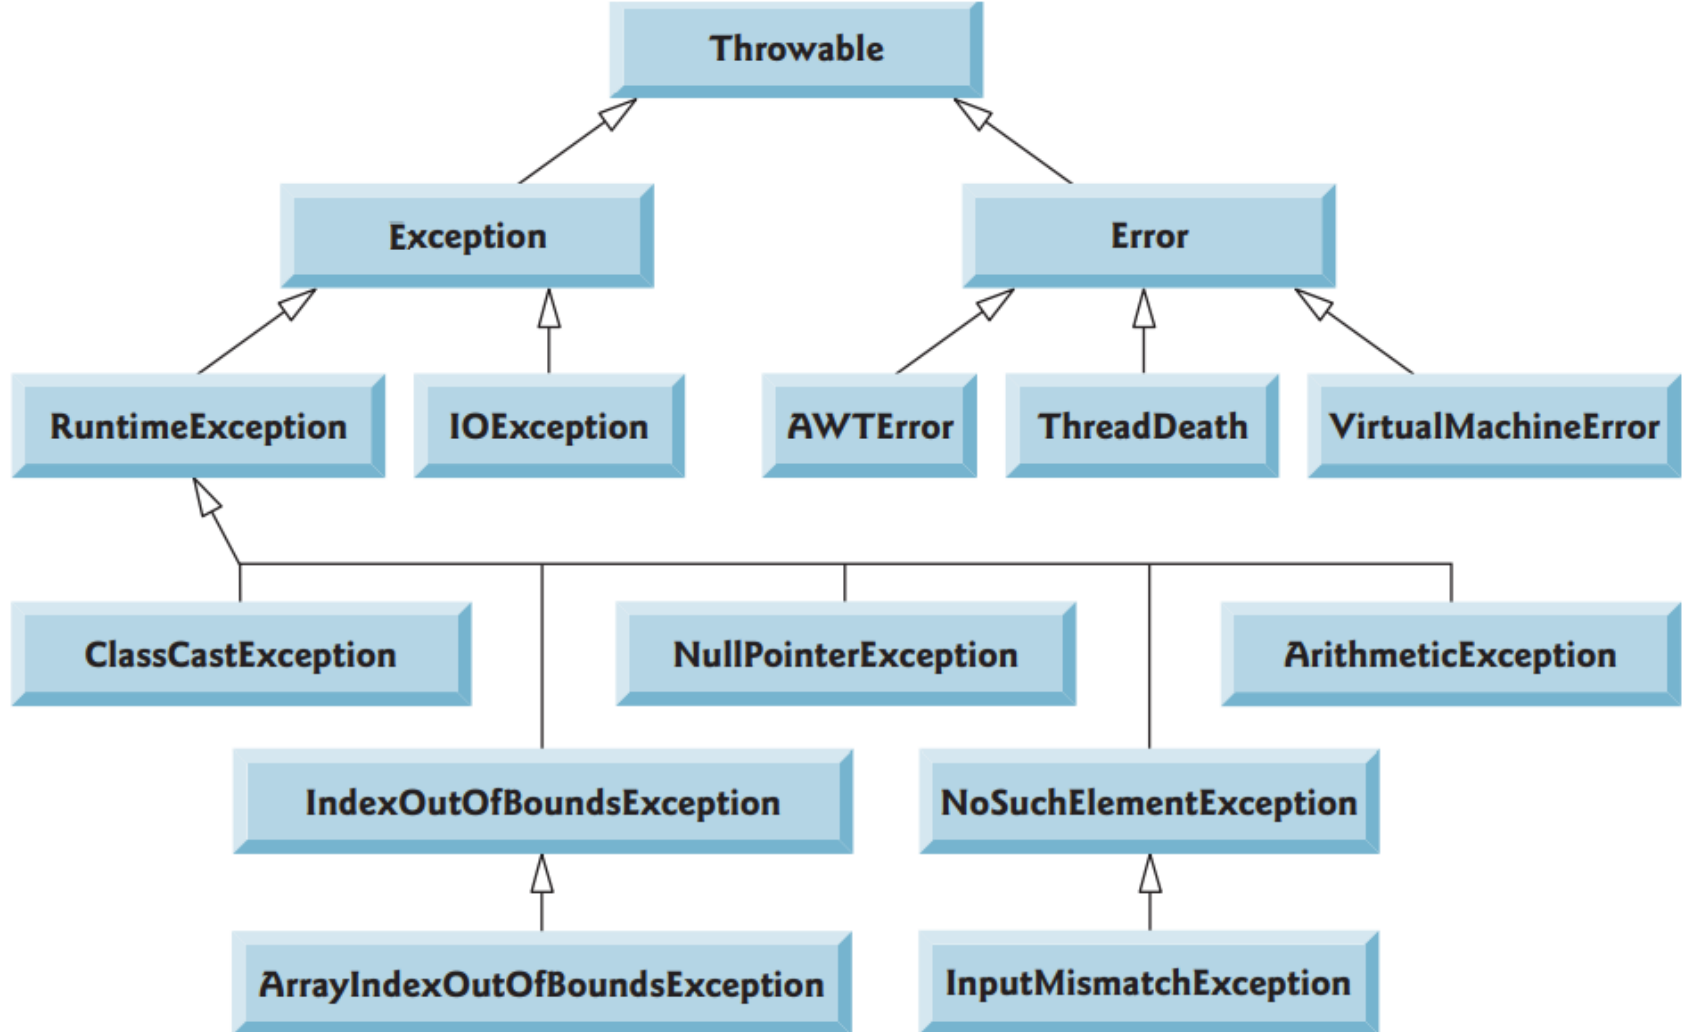 Throwable
Exception
Error
RuntimeException
IOException
AWTError
ThreadDeath
VirtualMachineError
ClassCastException
NullPointerException
ArithmeticException
IndexOutOfBoundsException
NoSuchElementException
ArrayIndexOutOfBoundsException
InputMismatchException